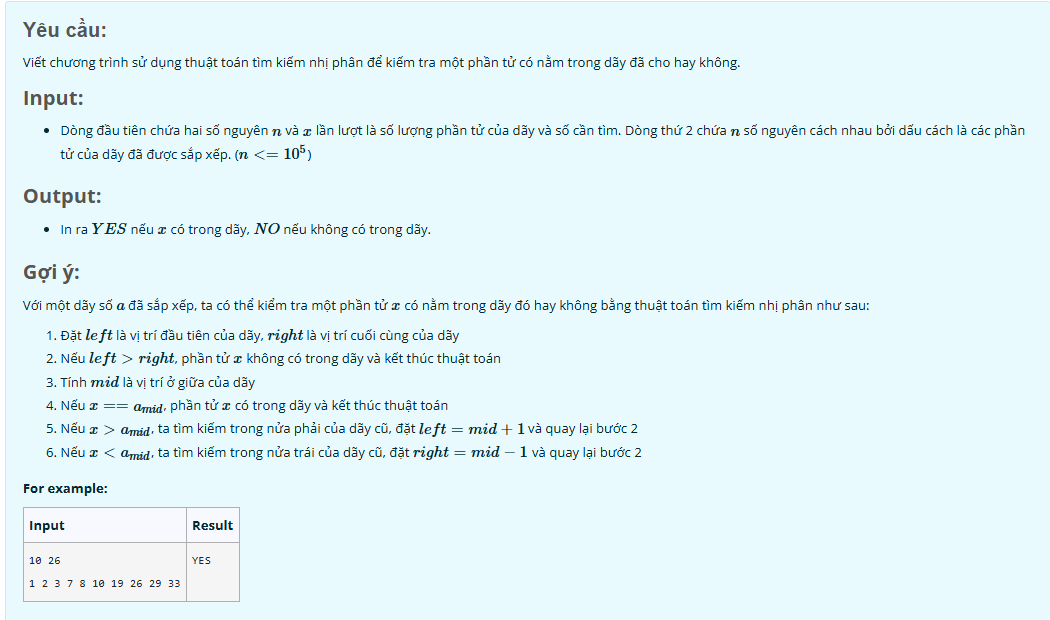 Yêu cầu:
Viết chương trình sử dụng thuật toán tìm kiếm nhị phân để kiểm tra một phần tử có nằm trong dãy đã cho hay không.
Input:
• Dòng đầu tiên chứa hai số nguyên n và x lần lượt là số lượng phần tử của dãy và số cần tìm. Dòng thứ 2 chứa n số nguyên cách nhau bởi dấu cách là các phần
tử của dãy đã được sắp xếp. (n <= 10^5)
Output:
• In ra YES nếu x có trong dãy, NO nếu không có trong dãy.
Gợi ý:
Với một dãy số a đã sắp xếp, ta có thể kiểm tra một phần tử x có nằm trong dãy đó hay không bằng thuật toán tìm kiếm nhị phân như sau:
1. Đặt left là vị trí đầu tiên của dãy, right là vị trí cuối cùng của dãy
2. Nếu left > right, phần tử x không có trong dãy và kết thúc thuật toán
3. Tính mid là vị trí ở giữa của dãy
4. Nếu x == a_mid, phần tử x có trong dãy và kết thúc thuật toán
5. Nếu x > a_mid, ta tìm kiếm trong nửa phải của dãy cũ, đặt left = mid + 1 và quay lại bước 2
6. Nếu x < a_mid, ta tìm kiếm trong nửa trái của dãy cũ, đặt right = mid − 1 và quay lại bước 2
For example:
Input Result
10 26 YES
1 2 3 7 8 10 19 26 29 33